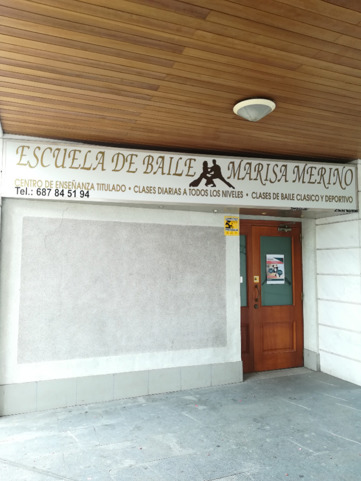 ESCUELA DE BAILE MARISA MERINO
CENTRO DE ENSEÑANZA TITULADO • CLASES DIARIAS A TODOS LOS NIVELES • CLASES DE BAILE CLASICO Y DEPORTIVO
Tel.: 687 84 51 94